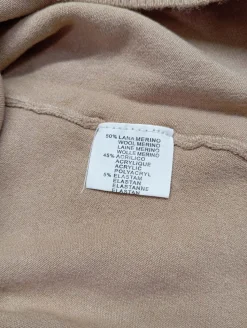 50% LANA MERINO
WOOL MERINO
LAINE MERINO
WOLLE MERINO
45% ACRILICO
ACRYLIQUE
ACRYLIC
POLYACRYL
5% ELASTAM
ELASTAN
ELASTANNE
ELASTAN